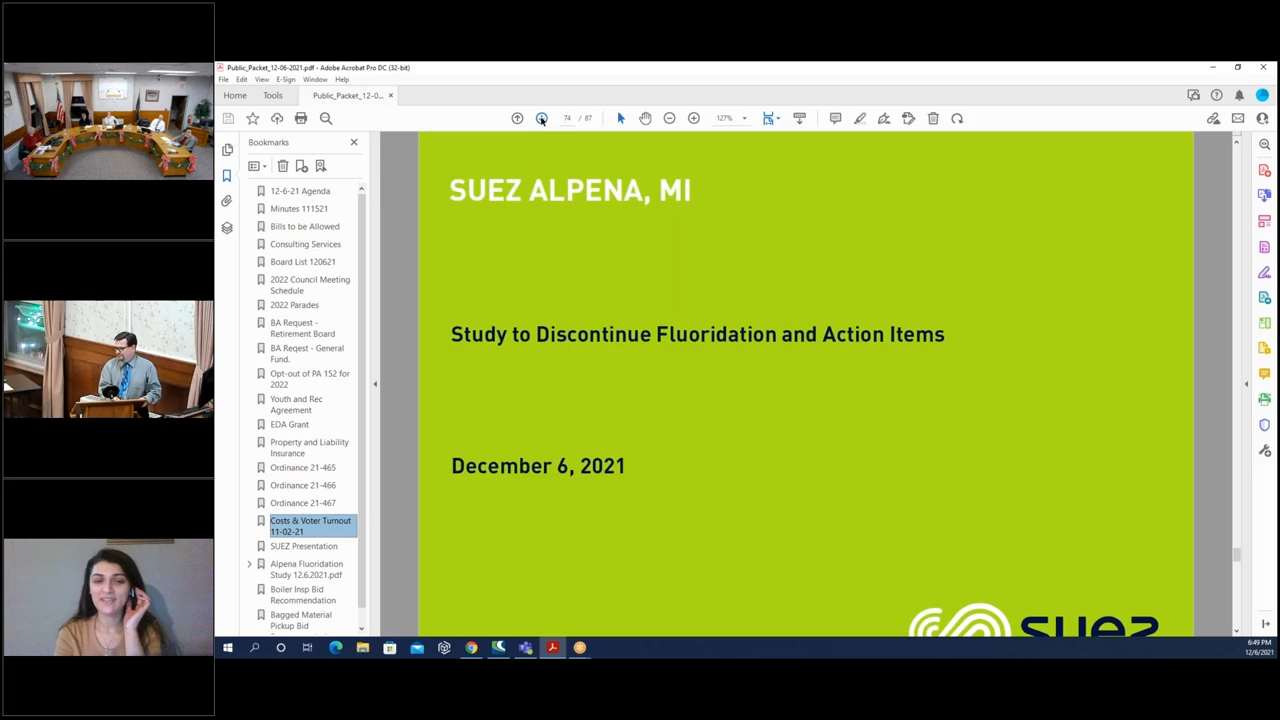 Public_Packet_12-06-2021.pdf - Adobe Acrobat Pro DC (32-bit)
File Edit View E-Sign Window Help
Home Tools Public_Packet_12-0... ×
74 / 87 127%
Bookmarks
12-6-21 Agenda
Minutes 111521
Bills to be Allowed
Consulting Services
Board List 120621
2022 Council Meeting
Schedule
2022 Parades
BA Request -
Retirement Board
BA Reqest - General
Fund.
Opt-out of PA 152 for
2022
Youth and Rec
Agreement
EDA Grant
Property and Liability
Insurance
Ordinance 21-465
Ordinance 21-466
Ordinance 21-467
Costs & Voter Turnout
11-02-21
SUEZ Presentation
Alpena Fluoridation
Study 12.6.2021.pdf
Boiler Insp Bid
Recommendation
Bagged Material
Pickup Bid
SUEZ ALPENA, MI
Study to Discontinue Fluoridation and Action Items
December 6, 2021
suez
6:49 PM
12/6/2021